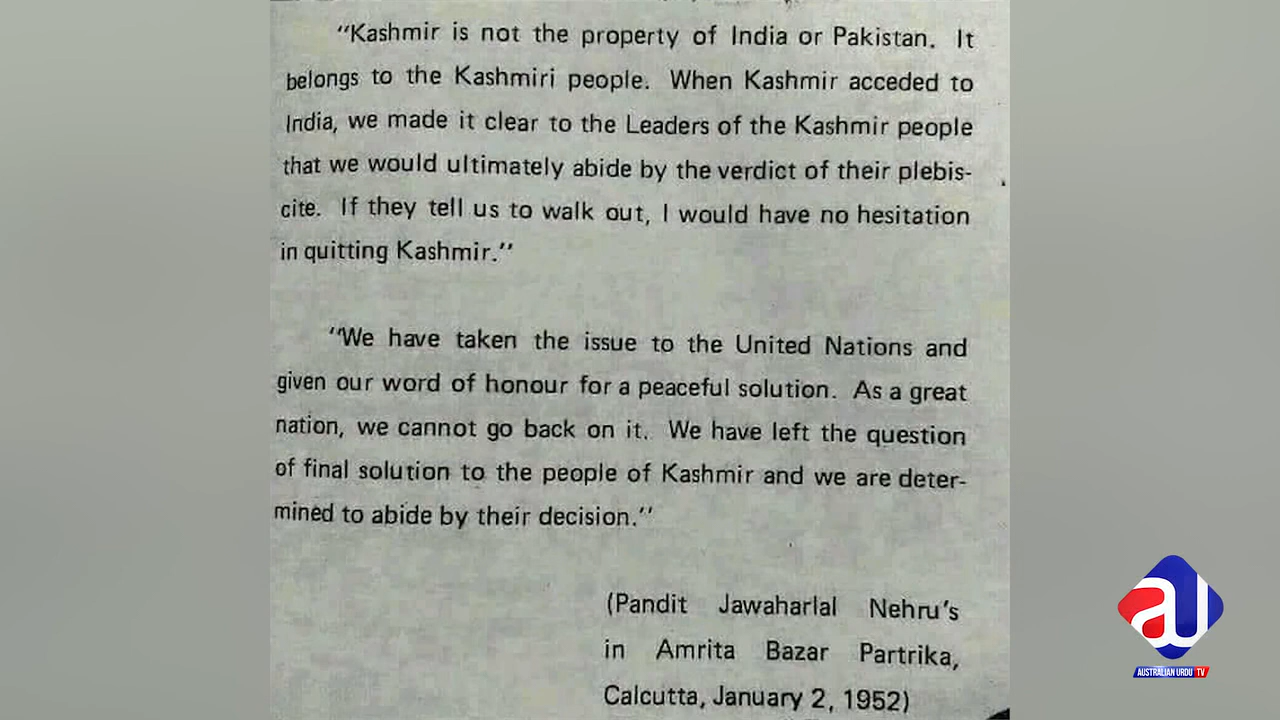 “Kashmir is not the property of India or Pakistan. It
belongs to the Kashmiri people. When Kashmir acceded to
India, we made it clear to the Leaders of the Kashmir people
that we would ultimately abide by the verdict of their plebis-
cite. If they tell us to walk out, I would have no hesitation
in quitting Kashmir.”
“We have taken the issue to the United Nations and
given our word of honour for a peaceful solution. As a great
nation, we cannot go back on it. We have left the question
of final solution to the people of Kashmir and we are deter-
mined to abide by their decision.”
(Pandit Jawaharlal Nehru’s
in Amrita Bazar Partrika,
Calcutta, January 2, 1952)
au
AUSTRALIAN URDU TV